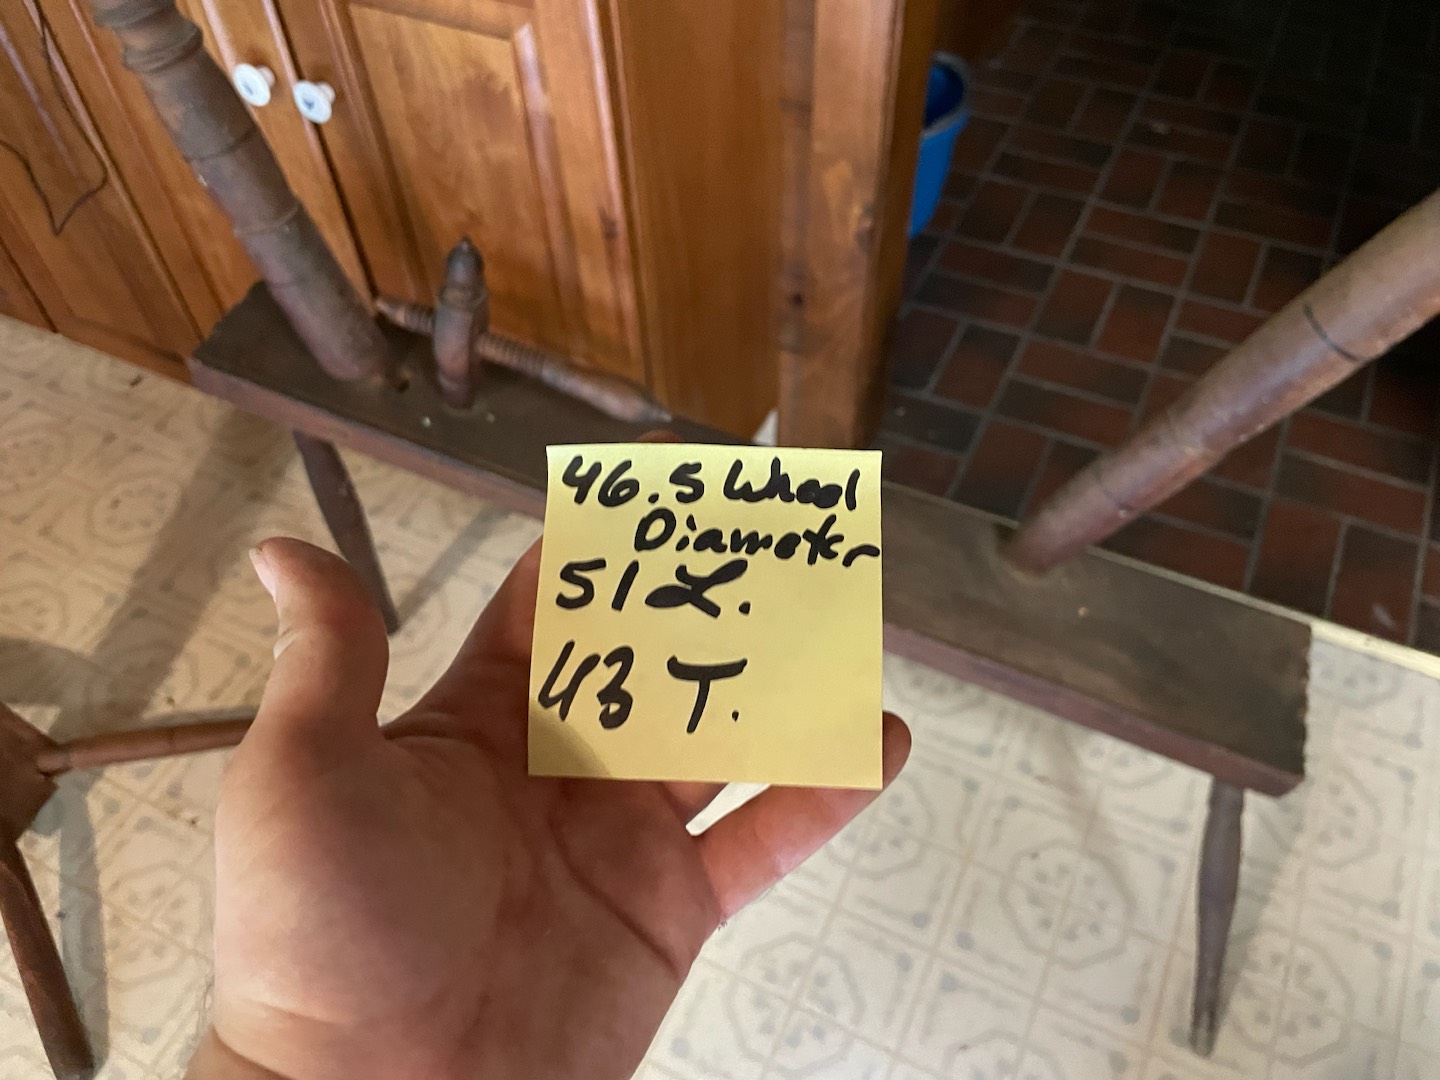 46.5 Wheel
Diameter
51 L.
43 T.